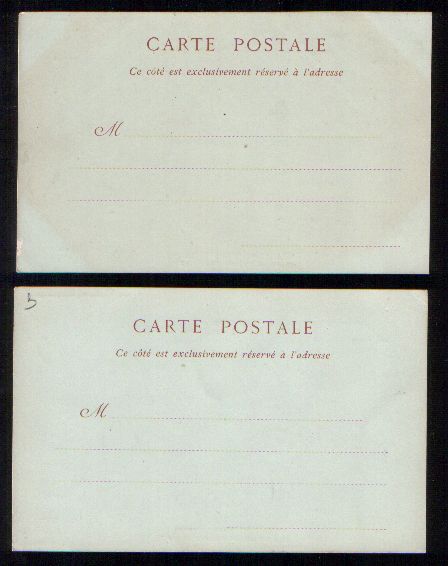 CARTE POSTALE
Ce côté est exclusivement réservé à l'adresse
M
CARTE POSTALE
Ce côté est exclusivement réservé à l'adresse
M